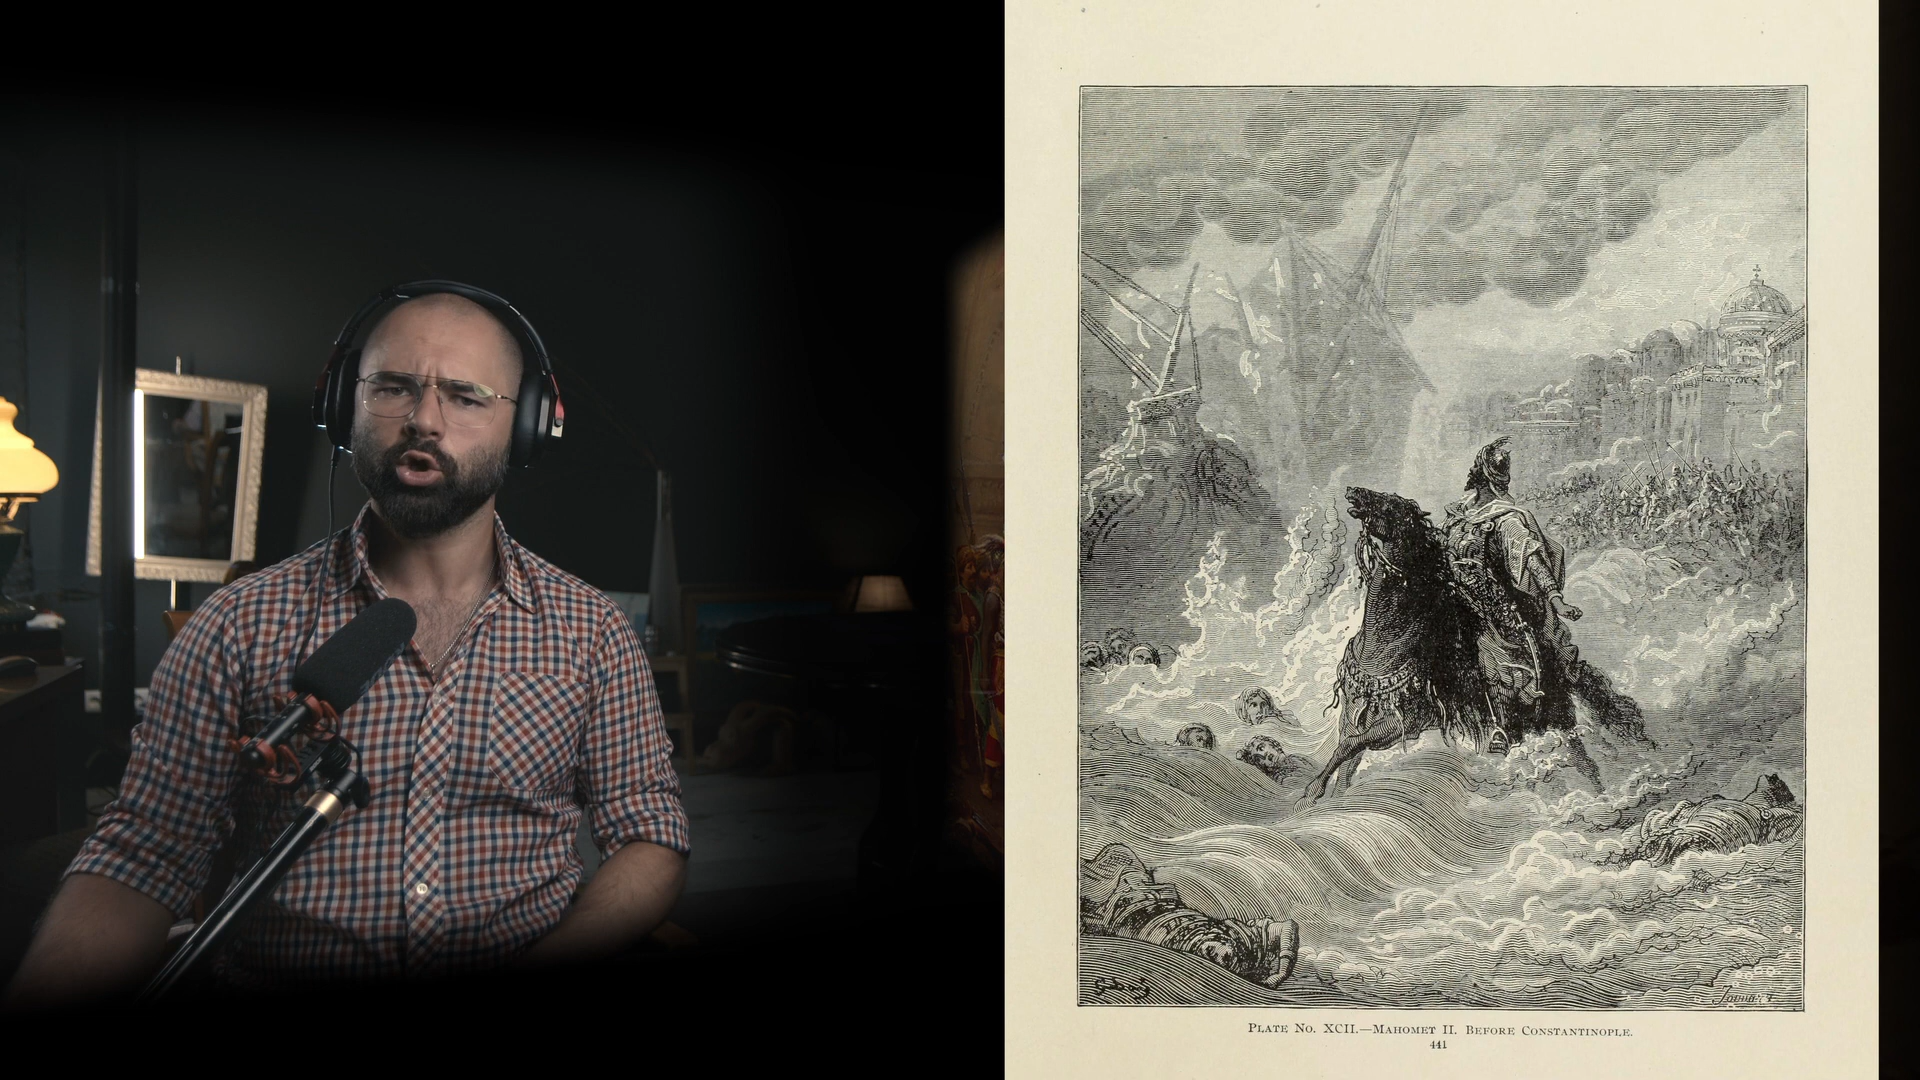 PLATE NO. XCII.—MAHOMET II. BEFORE CONSTANTINOPLE.
441